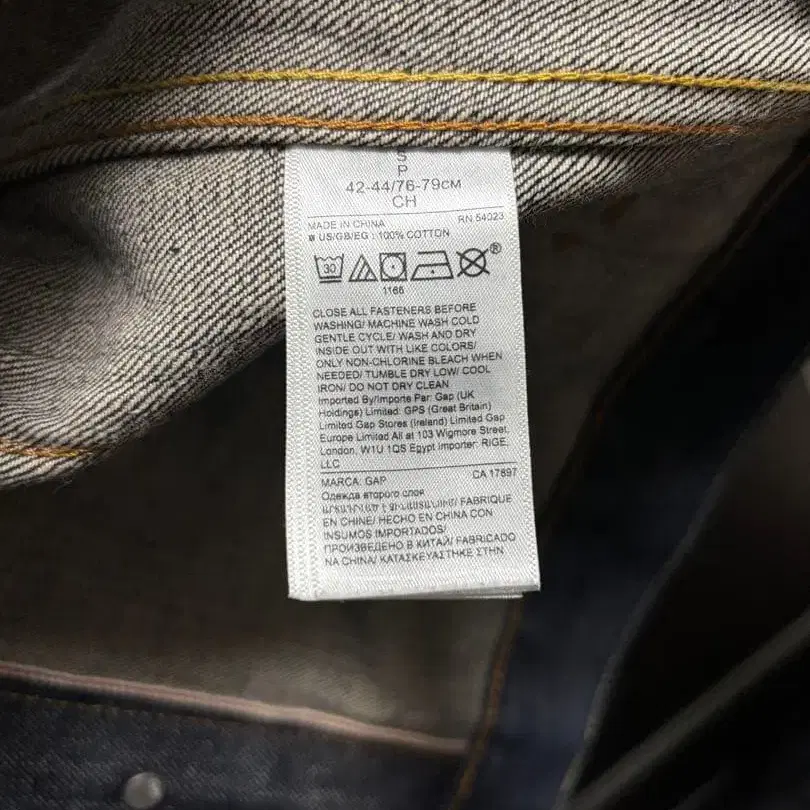 S
P
42-44/76-79CM
CH
MADE IN CHINA RN 54023
US/GB/EG : 100% COTTON
30
®
1166
CLOSE ALL FASTENERS BEFORE
WASHING/ MACHINE WASH COLD
GENTLE CYCLE/ WASH AND DRY
INSIDE OUT WITH LIKE COLORS/
ONLY NON-CHLORINE BLEACH WHEN
NEEDED/ TUMBLE DRY LOW/ COOL
IRON/ DO NOT DRY CLEAN
Imported By/Importe Par: Gap (UK
Holdings) Limited: GPS (Great Britain)
Limited Gap Stores (Ireland) Limited Gap
Europe Limited All at 103 Wigmore Street,
London, W1U 1QS Egypt Importer: RIGE,
LLC
MARCA: GAP CA 17897
Одежда второго слоя
FABRIQUE
EN CHINE/ HECHO EN CHINA CON
INSUMOS IMPORTADOS/
ПРОИЗВЕДЕНО В КИТАЕ/ FABRICADO
NA CHINA/ ΚΑΤΑΣΚΕΥΑΣΤΗΚΕ ΣΤΗΝ